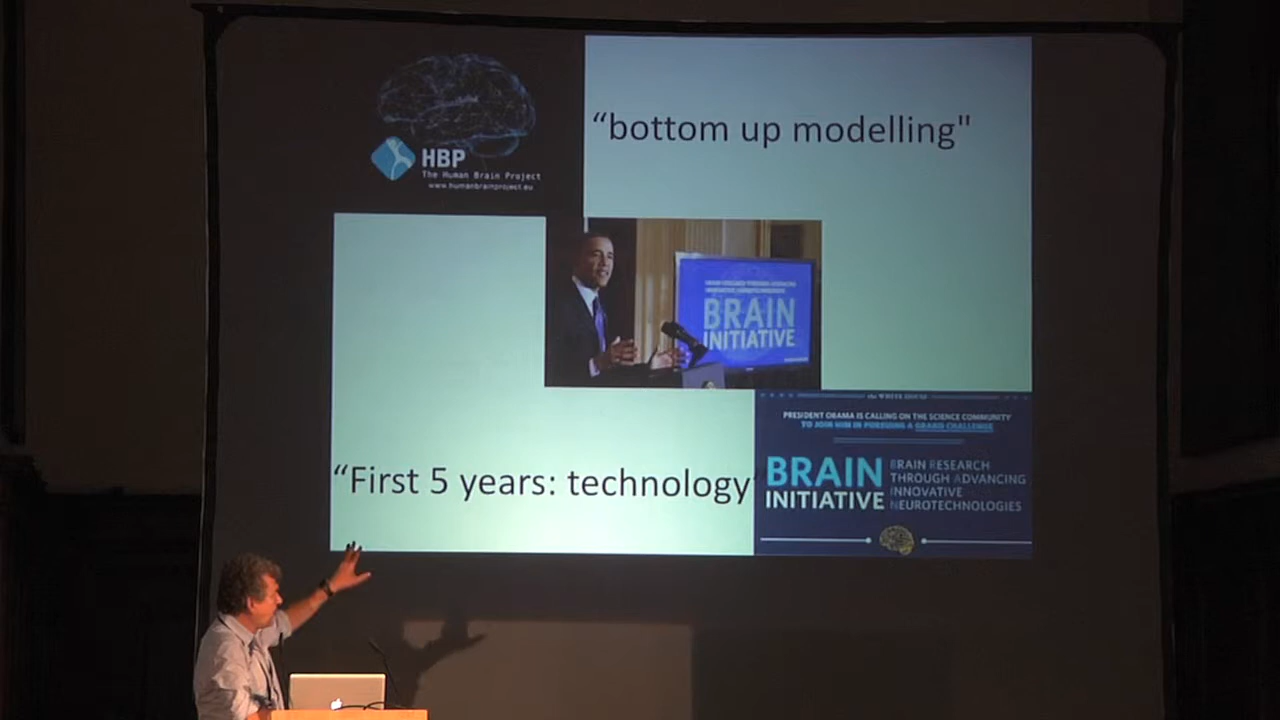 HBP
The Human Brain Project
www.humanbrainproject.eu
“bottom up modelling"
BRAIN
INITIATIVE
“First 5 years: technology
PRESIDENT OBAMA IS CALLING ON THE SCIENCE COMMUNITY
TO JOIN HIM IN PURSUING A GRAND CHALLENGE
BRAIN
INITIATIVE
BRAIN RESEARCH
THROUGH ADVANCING
INNOVATIVE
NEUROTECHNOLOGIES